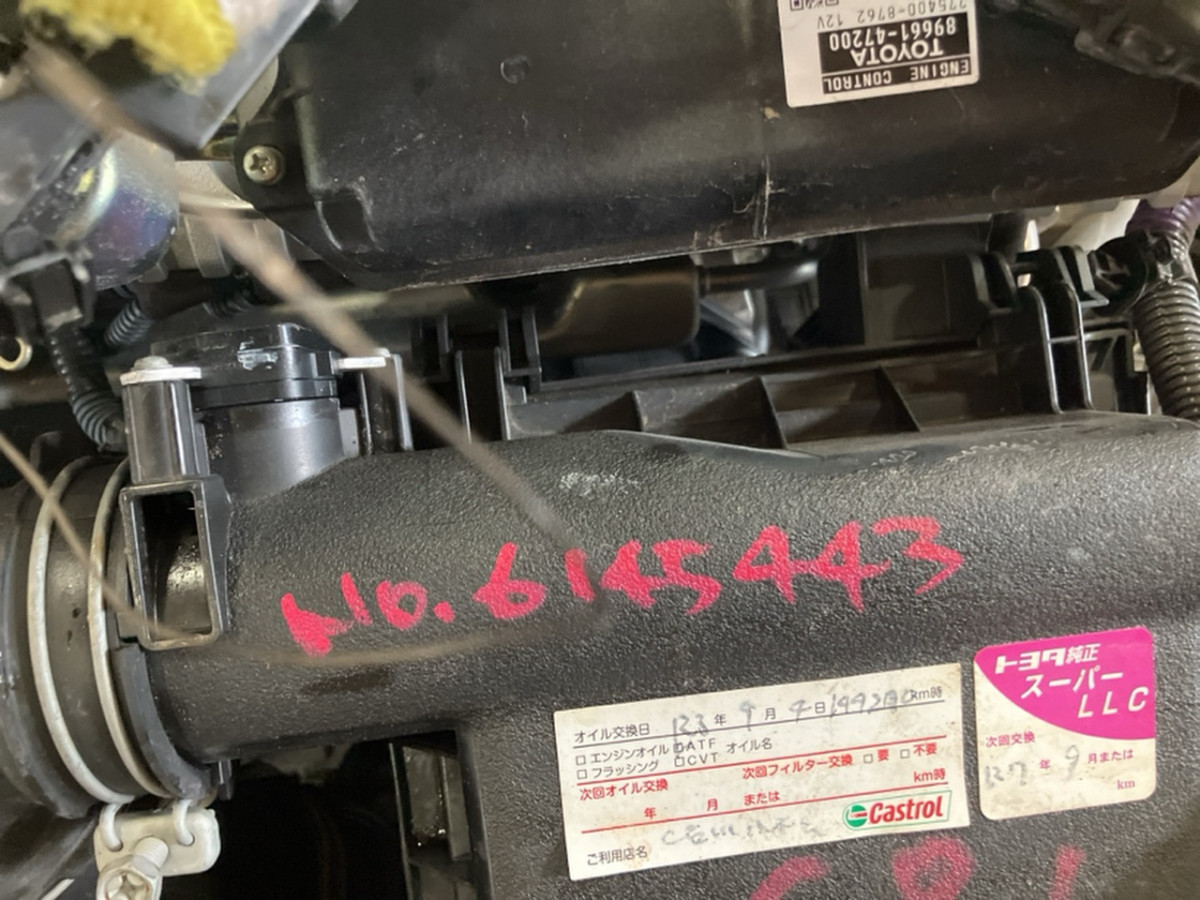 ENGINE CONTROL
TOYOTA
89661-47200
275400-8762 12V
No.6145443
オイル交換日 年 9月 4日 km時
□エンジンオイル □ATF オイル名
□フラッシング □CVT
次回オイル交換 次回フィルター交換 □要 □不要
年 月 または km時
Castrol
ご利用店名
トヨタ純正
スーパー
LLC
次回交換
年 9月または
km